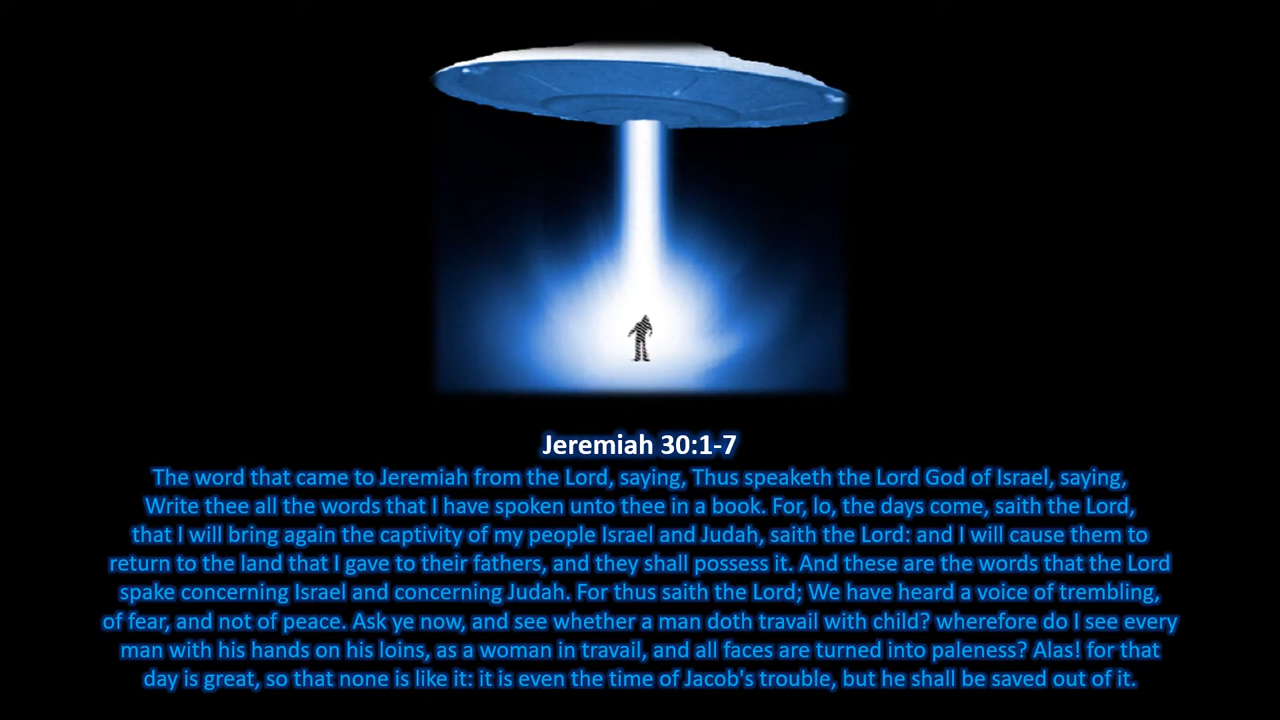 Jeremiah 30:1-7
The word that came to Jeremiah from the Lord, saying, Thus speaketh the Lord God of Israel, saying,
Write thee all the words that I have spoken unto thee in a book. For, lo, the days come, saith the Lord,
that I will bring again the captivity of my people Israel and Judah, saith the Lord: and I will cause them to
return to the land that I gave to their fathers, and they shall possess it. And these are the words that the Lord
spake concerning Israel and concerning Judah. For thus saith the Lord; We have heard a voice of trembling,
of fear, and not of peace. Ask ye now, and see whether a man doth travail with child? wherefore do I see every
man with his hands on his loins, as a woman in travail, and all faces are turned into paleness? Alas! for that
day is great, so that none is like it: it is even the time of Jacob's trouble, but he shall be saved out of it.